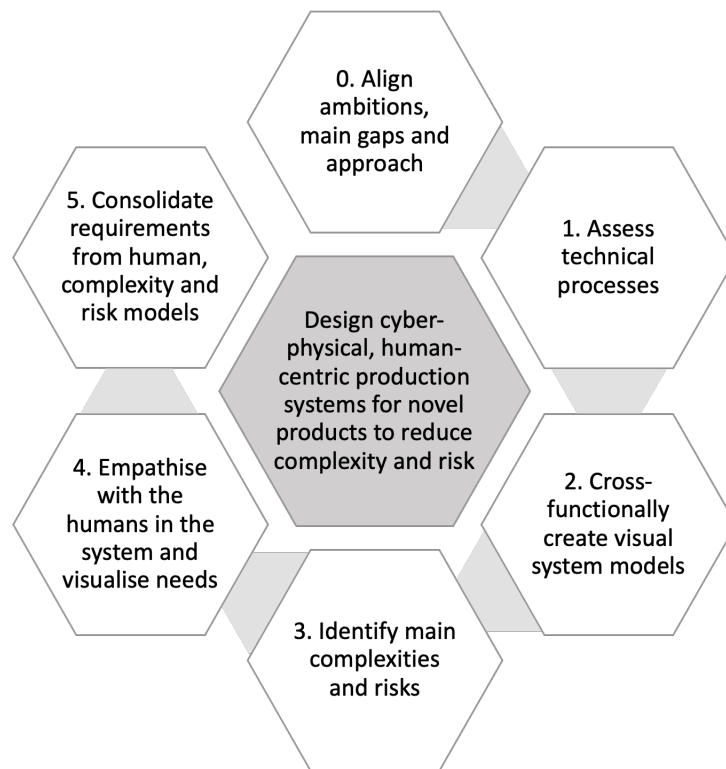 0. Align
ambitions,
main gaps and
approach
1. Assess
technical
processes
2. Cross-
functionally
create visual
system models
3. Identify main
complexities
and risks
4. Empathise
with the
humans in the
system and
visualise needs
5. Consolidate
requirements
from human,
complexity and
risk models
Design cyber-
physical, human-
centric production
systems for novel
products to reduce
complexity and risk